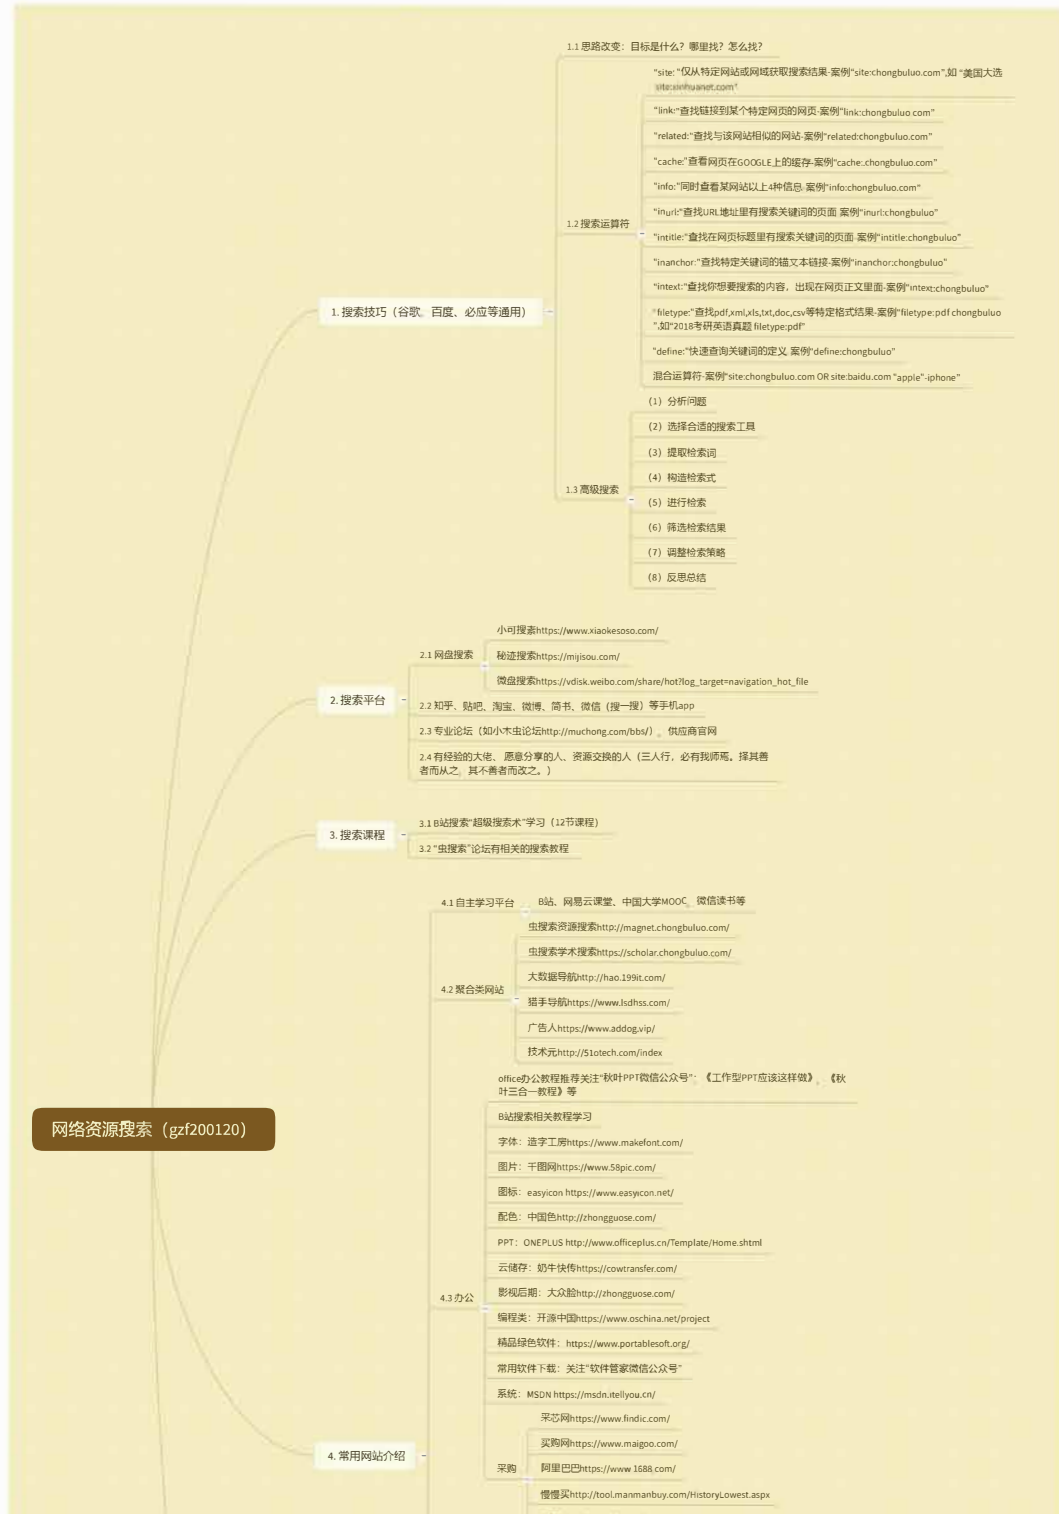 1.1 思路改变：目标是什么？哪里找？怎么找？
"site: "仅从特定网站或网域获取搜索结果-案例"site:chongbuluo.com",如 "美国大选
site:xinhuanet.com"
"link:"查找链接到某个特定网页的网页-案例"link:chongbuluo com"
"related:"查找与该网站相似的网站-案例"related:chongbuluo.com"
"cache:"查看网页在GOOGLE上的缓存-案例"cache:.chongbuluo.com"
"info:"同时查看某网站以上4种信息-案例"info:chongbuluo.com"
"inurl:"查找URL地址里有搜索关键词的页面 案例"inurl:chongbuluo"
1.2 搜索运算符
"intitle:"查找在网页标题里有搜索关键词的页面-案例"intitle:chongbuluo"
"inanchor:"查找特定关键词的锚文本链接-案例"inanchor:chongbuluo"
"intext:"查找你想要搜索的内容，出现在网页正文里面-案例"intext:chongbuluo"
1. 搜索技巧（谷歌、百度、必应等通用）
"filetype:"查找pdf,xml,xls,txt,doc,csv等特定格式结果-案例"filetype:pdf chongbuluo
",如"2018考研英语真题 filetype:pdf"
"define:"快速查询关键词的定义 案例"define:chongbuluo"
混合运算符-案例"site:chongbuluo.com OR site:baidu.com "apple"-iphone"
（1）分析问题
（2）选择合适的搜索工具
（3）提取检索词
（4）构造检索式
1.3 高级搜索
（5）进行检索
（6）筛选检索结果
（7）调整检索策略
（8）反思总结
小可搜索https://www.xiaokesoso.com/
2.1 网盘搜索
秘迹搜索https://mijisou.com/
微盘搜索https://vdisk.weibo.com/share/hot?log_target=navigation_hot_file
2. 搜索平台
2.2 知乎、贴吧、淘宝、微博、简书、微信（搜一搜）等手机app
2.3 专业论坛（如小木虫论坛http://muchong.com/bbs/）。供应商官网
2.4 有经验的大佬、 愿意分享的人、资源交换的人（三人行，必有我师焉。择其善
者而从之，其不善者而改之。）
3.1 B站搜索"超级搜索术"学习（12节课程）
3. 搜索课程
3.2 "虫搜索"论坛有相关的搜索教程
4.1 自主学习平台
B站、网易云课堂、中国大学MOOC、微信读书等
虫搜索资源搜索http://magnet.chongbuluo.com/
虫搜索学术搜索https://scholar.chongbuluo.com/
大数据导航http://hao.199it.com/
4.2 聚合类网站
猎手导航https://www.lsdhss.com/
广告人https://www.addog.vip/
技术元http://51otech.com/index
office办公教程推荐关注"秋叶PPT微信公众号"：《工作型PPT应该这样做》、《秋
叶三合一教程》等
B站搜索相关教程学习
网络资源搜索（gzf200120）
字体：造字工房https://www.makefont.com/
图片：千图网https://www.58pic.com/
图标：easyicon https://www.easyicon.net/
配色：中国色http://zhongguose.com/
PPT：ONEPLUS http://www.officeplus.cn/Template/Home.shtml
云储存：奶牛快传https://cowtransfer.com/
4.3 办公
影视后期：大众脸http://zhongguose.com/
编程类：开源中国https://www.oschina.net/project
精品绿色软件：https://www.portablesoft.org/
常用软件下载：关注"软件管家微信公众号"
系统：MSDN https://msdn.itellyou.cn/
采芯网https://www.findic.com/
买购网https://www.maigoo.com/
4. 常用网站介绍
采购
阿里巴巴https://www 1688.com/
慢慢买http://tool.manmanbuy.com/HistoryLowest.aspx